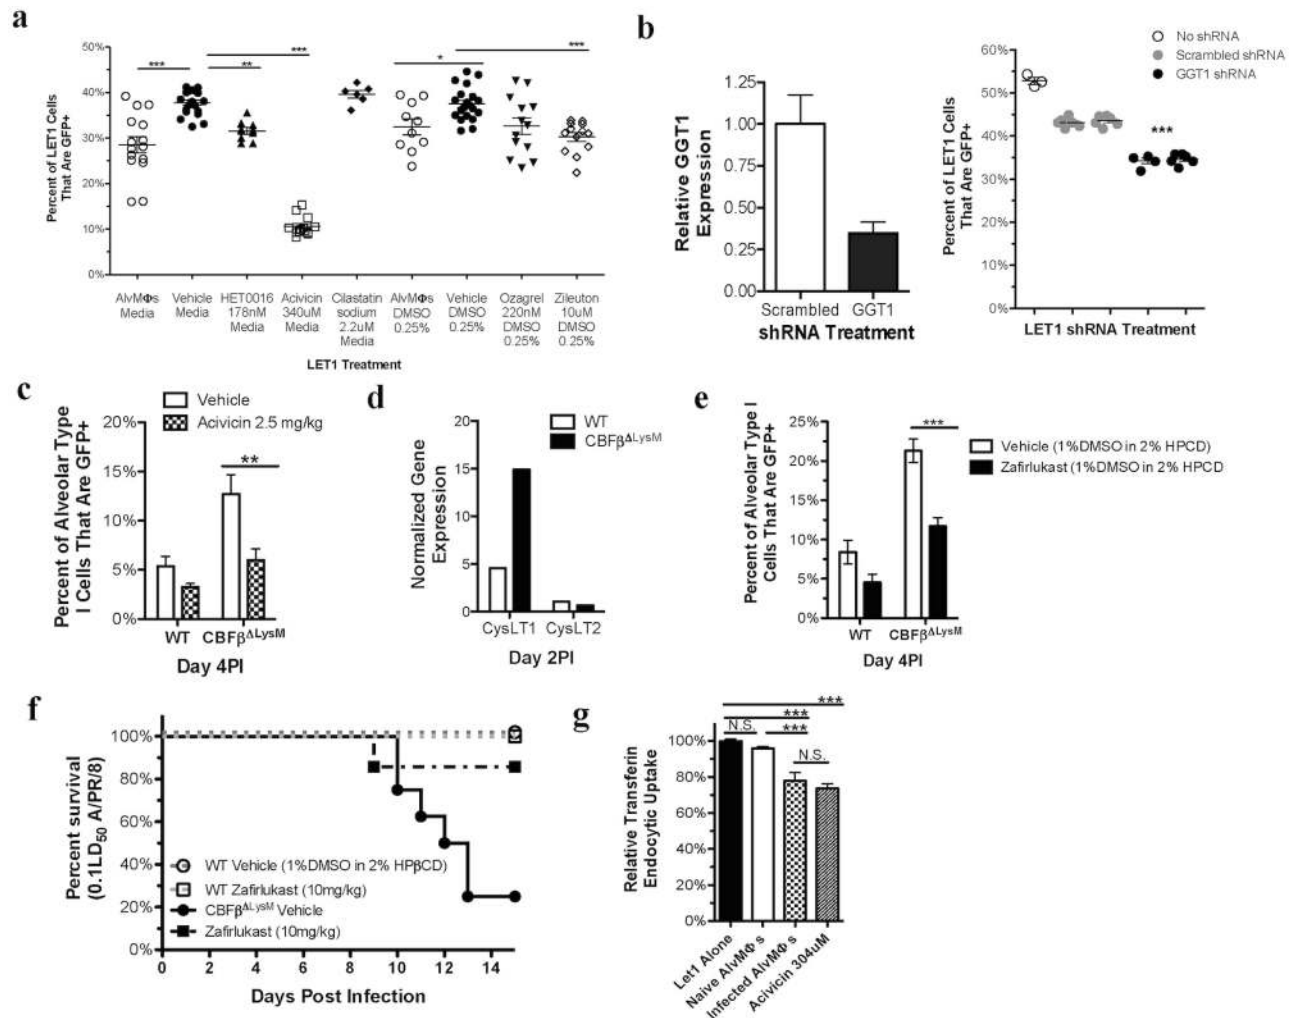 a
Percent of LET1 Cells
That Are GFP+
50%
40%
30%
20%
10%
0%
***
**
***
*
***
AlvMΦs
Media
Vehicle
Media
HET0016
178nM
Media
Acivicin
340uM
Media
Cilastatin
sodium
2.2uM
Media
AlvMΦs
DMSO
0.25%
Vehicle
DMSO
0.25%
Ozagrel
220nM
DMSO
0.25%
Zileuton
10uM
DMSO
0.25%
LET1 Treatment
b
Relative GGT1
Expression
1.25
1.00
0.75
0.50
0.25
0.00
Scrambled
GGT1
shRNA Treatment
No shRNA
Scrambled shRNA
GGT1 shRNA
Percent of LET1 Cells
That Are GFP+
60%
50%
40%
30%
20%
10%
0%
***
LET1 shRNA Treatment
c
Vehicle
Acivicin 2.5 mg/kg
Percent of Alveolar Type
I Cells That Are GFP+
20%
15%
10%
5%
0%
**
WT
CBFβΔLysM
Day 4PI
d
WT
CBFβΔLysM
Normalized Gene
Expression
20
15
10
5
0
CysLT1
CysLT2
Day 2PI
e
Percent of Alveolar Type I
Cells That Are GFP+
25%
20%
15%
10%
5%
0%
***
Vehicle (1%DMSO in 2% HPCD)
Zafirlukast (1%DMSO in 2% HPCD
WT
CBFβΔLysM
Day 4PI
f
Percent survival
(0.1LD50 A/PR/8)
100%
80%
60%
40%
20%
0%
WT Vehicle (1%DMSO in 2% HPβCD)
WT Zafirlukast (10mg/kg)
CBFβΔLysM Vehicle
Zafirlukast (10mg/kg)
0 2 4 6 8 10 12 14
Days Post Infection
g
Relative Transferin
Endocytic Uptake
100%
80%
60%
40%
20%
0%
***
***
N.S.
***
N.S.
Let1 Alone
Naive AlvMΦ s
Infected AlvMΦ s
Acivicin 304uM